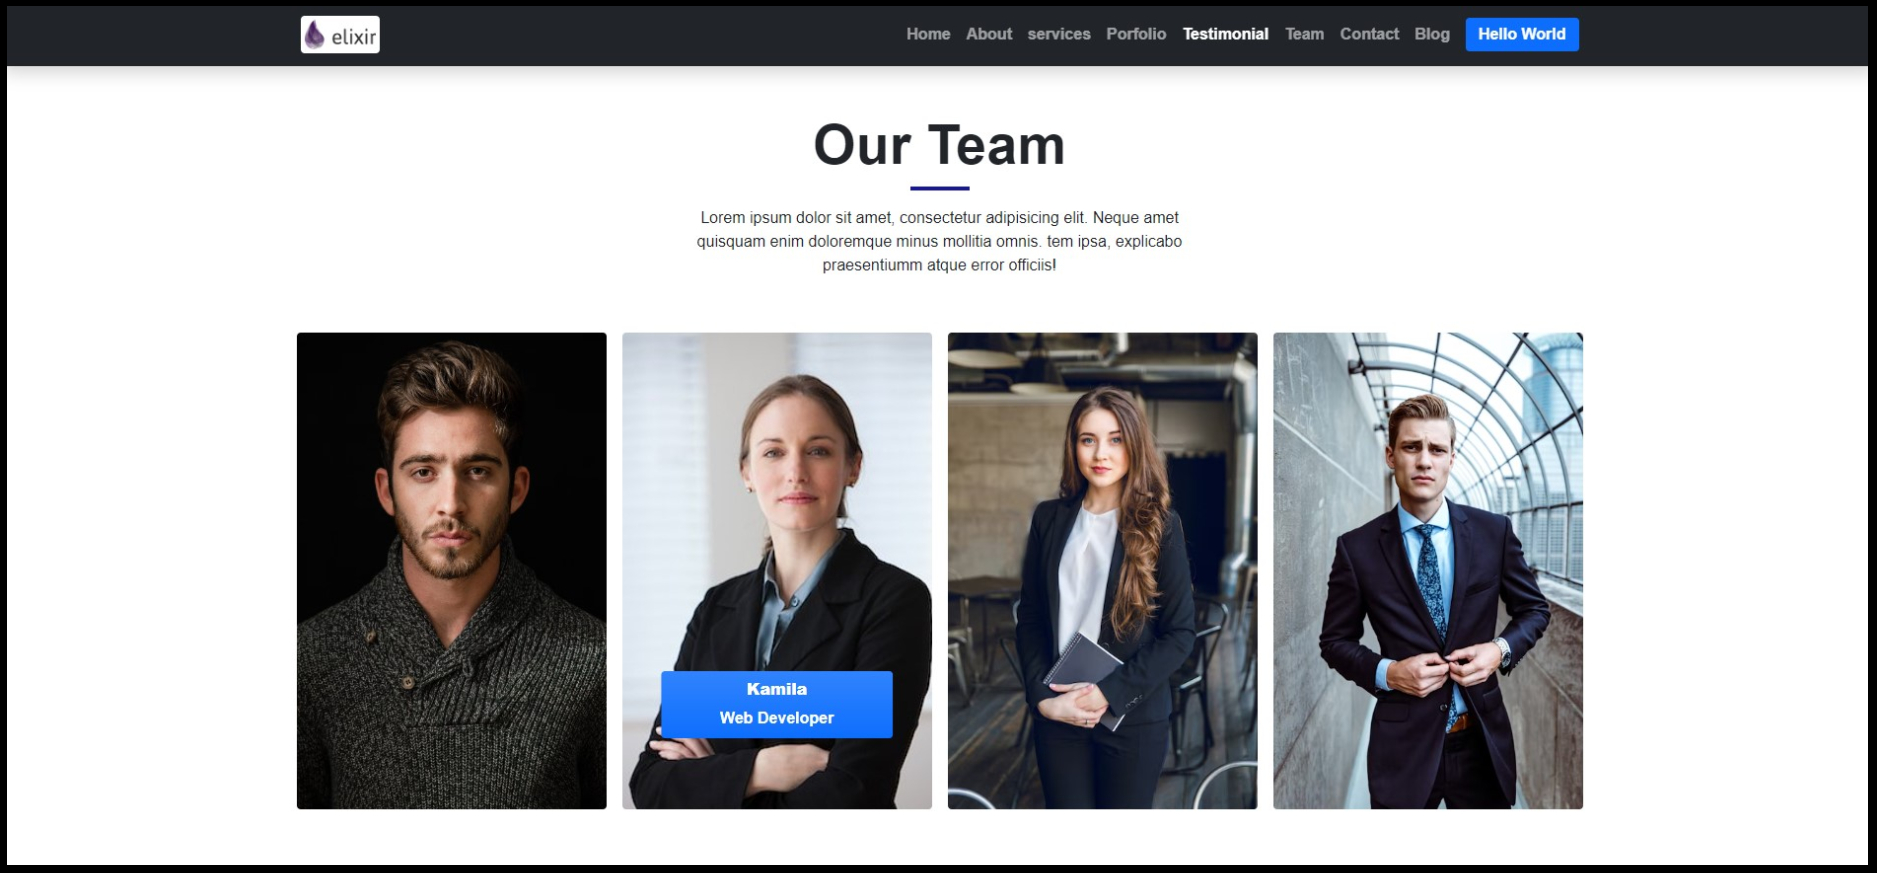 elixir
Home About services Porfolio Testimonial Team Contact Blog Hello World
Our Team
Lorem ipsum dolor sit amet, consectetur adipisicing elit. Neque amet
quisquam enim doloremque minus mollitia omnis. tem ipsa, explicabo
praesentiumm atque error officiis!
Kamila
Web Developer